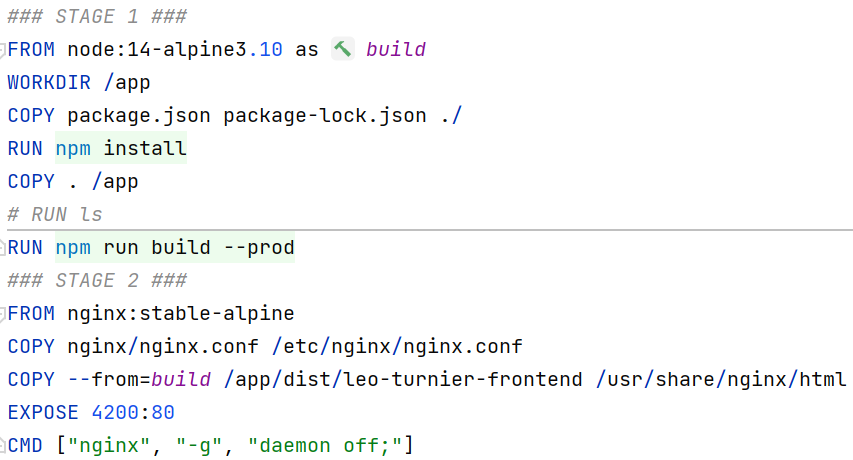 ### STAGE 1 ###
FROM node:14-alpine3.10 as build
WORKDIR /app
COPY package.json package-lock.json ./
RUN npm install
COPY . /app
# RUN ls
RUN npm run build --prod
### STAGE 2 ###
FROM nginx:stable-alpine
COPY nginx/nginx.conf /etc/nginx/nginx.conf
COPY --from=build /app/dist/leo-turnier-frontend /usr/share/nginx/html
EXPOSE 4200:80
CMD ["nginx", "-g", "daemon off;"]